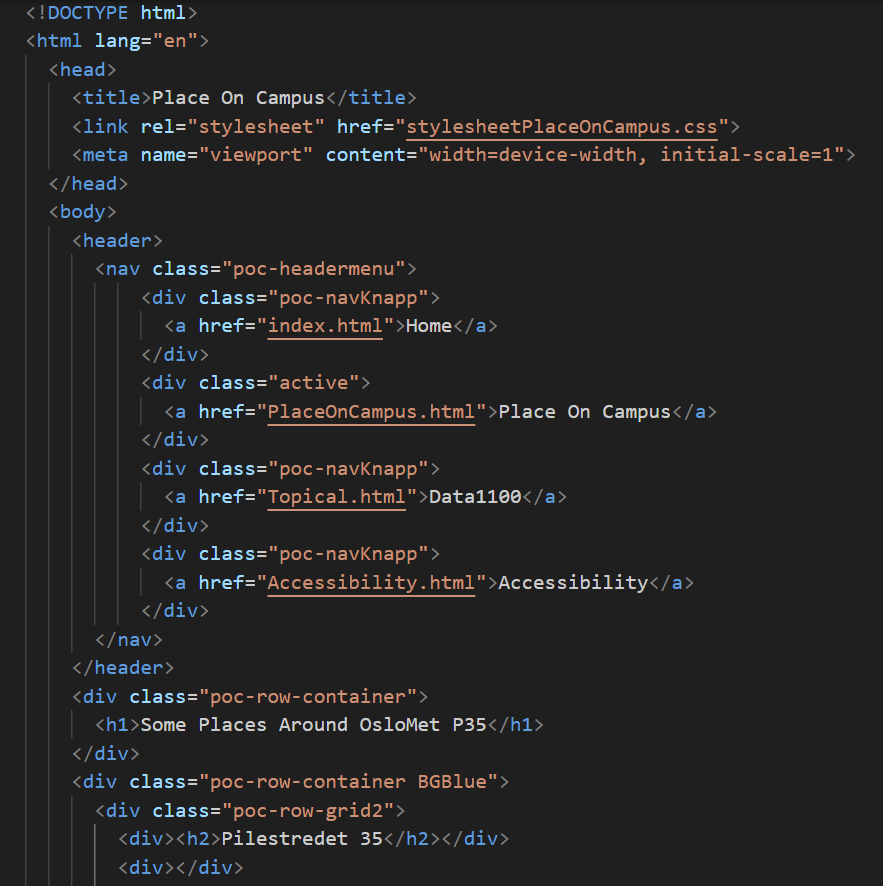 <!DOCTYPE html>
<html lang="en">
<head>
<title>Place On Campus</title>
<link rel="stylesheet" href="stylesheetPlaceOnCampus.css">
<meta name="viewport" content="width=device-width, initial-scale=1">
</head>
<body>
<header>
<nav class="poc-headermenu">
<div class="poc-navKnapp">
<a href="index.html">Home</a>
</div>
<div class="active">
<a href="PlaceOnCampus.html">Place On Campus</a>
</div>
<div class="poc-navKnapp">
<a href="Topical.html">Data1100</a>
</div>
<div class="poc-navKnapp">
<a href="Accessibility.html">Accessibility</a>
</div>
</nav>
</header>
<div class="poc-row-container">
<h1>Some Places Around OsloMet P35</h1>
</div>
<div class="poc-row-container BGBlue">
<div class="poc-row-grid2">
<div><h2>Pilestredet 35</h2></div>
<div></div>